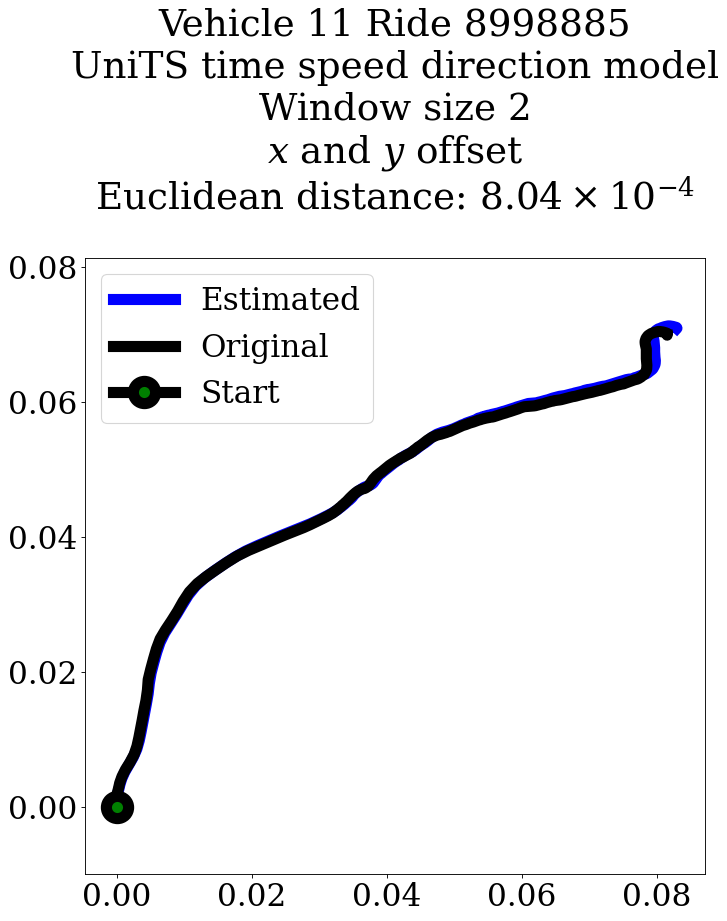 Vehicle 11 Ride 8998885
UniTS time speed direction model
Window size 2
x and y offset
Euclidean distance: 8.04 × 10⁻⁴
0.08
Estimated
Original
Start
0.06
0.04
0.02
0.00
0.00 0.02 0.04 0.06 0.08